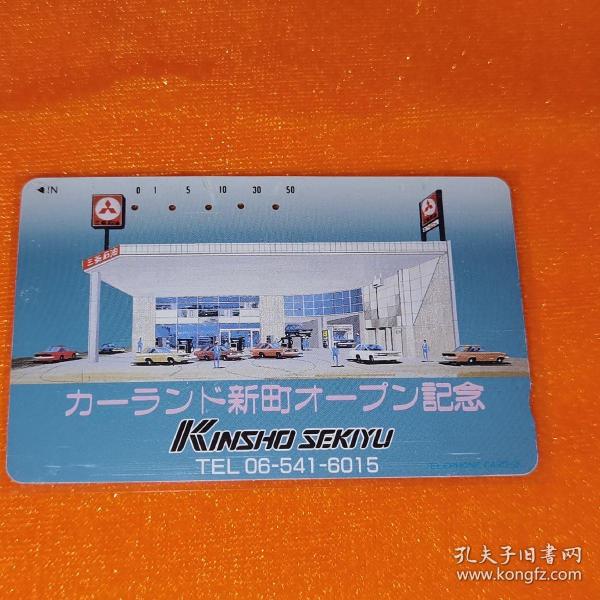 ◀IN 0 1 5 10 30 50
三菱石油
カーランド新町オープン記念
KINSHO SEKIYU
TEL 06-541-6015
孔夫子旧書网
www.kongfz.com